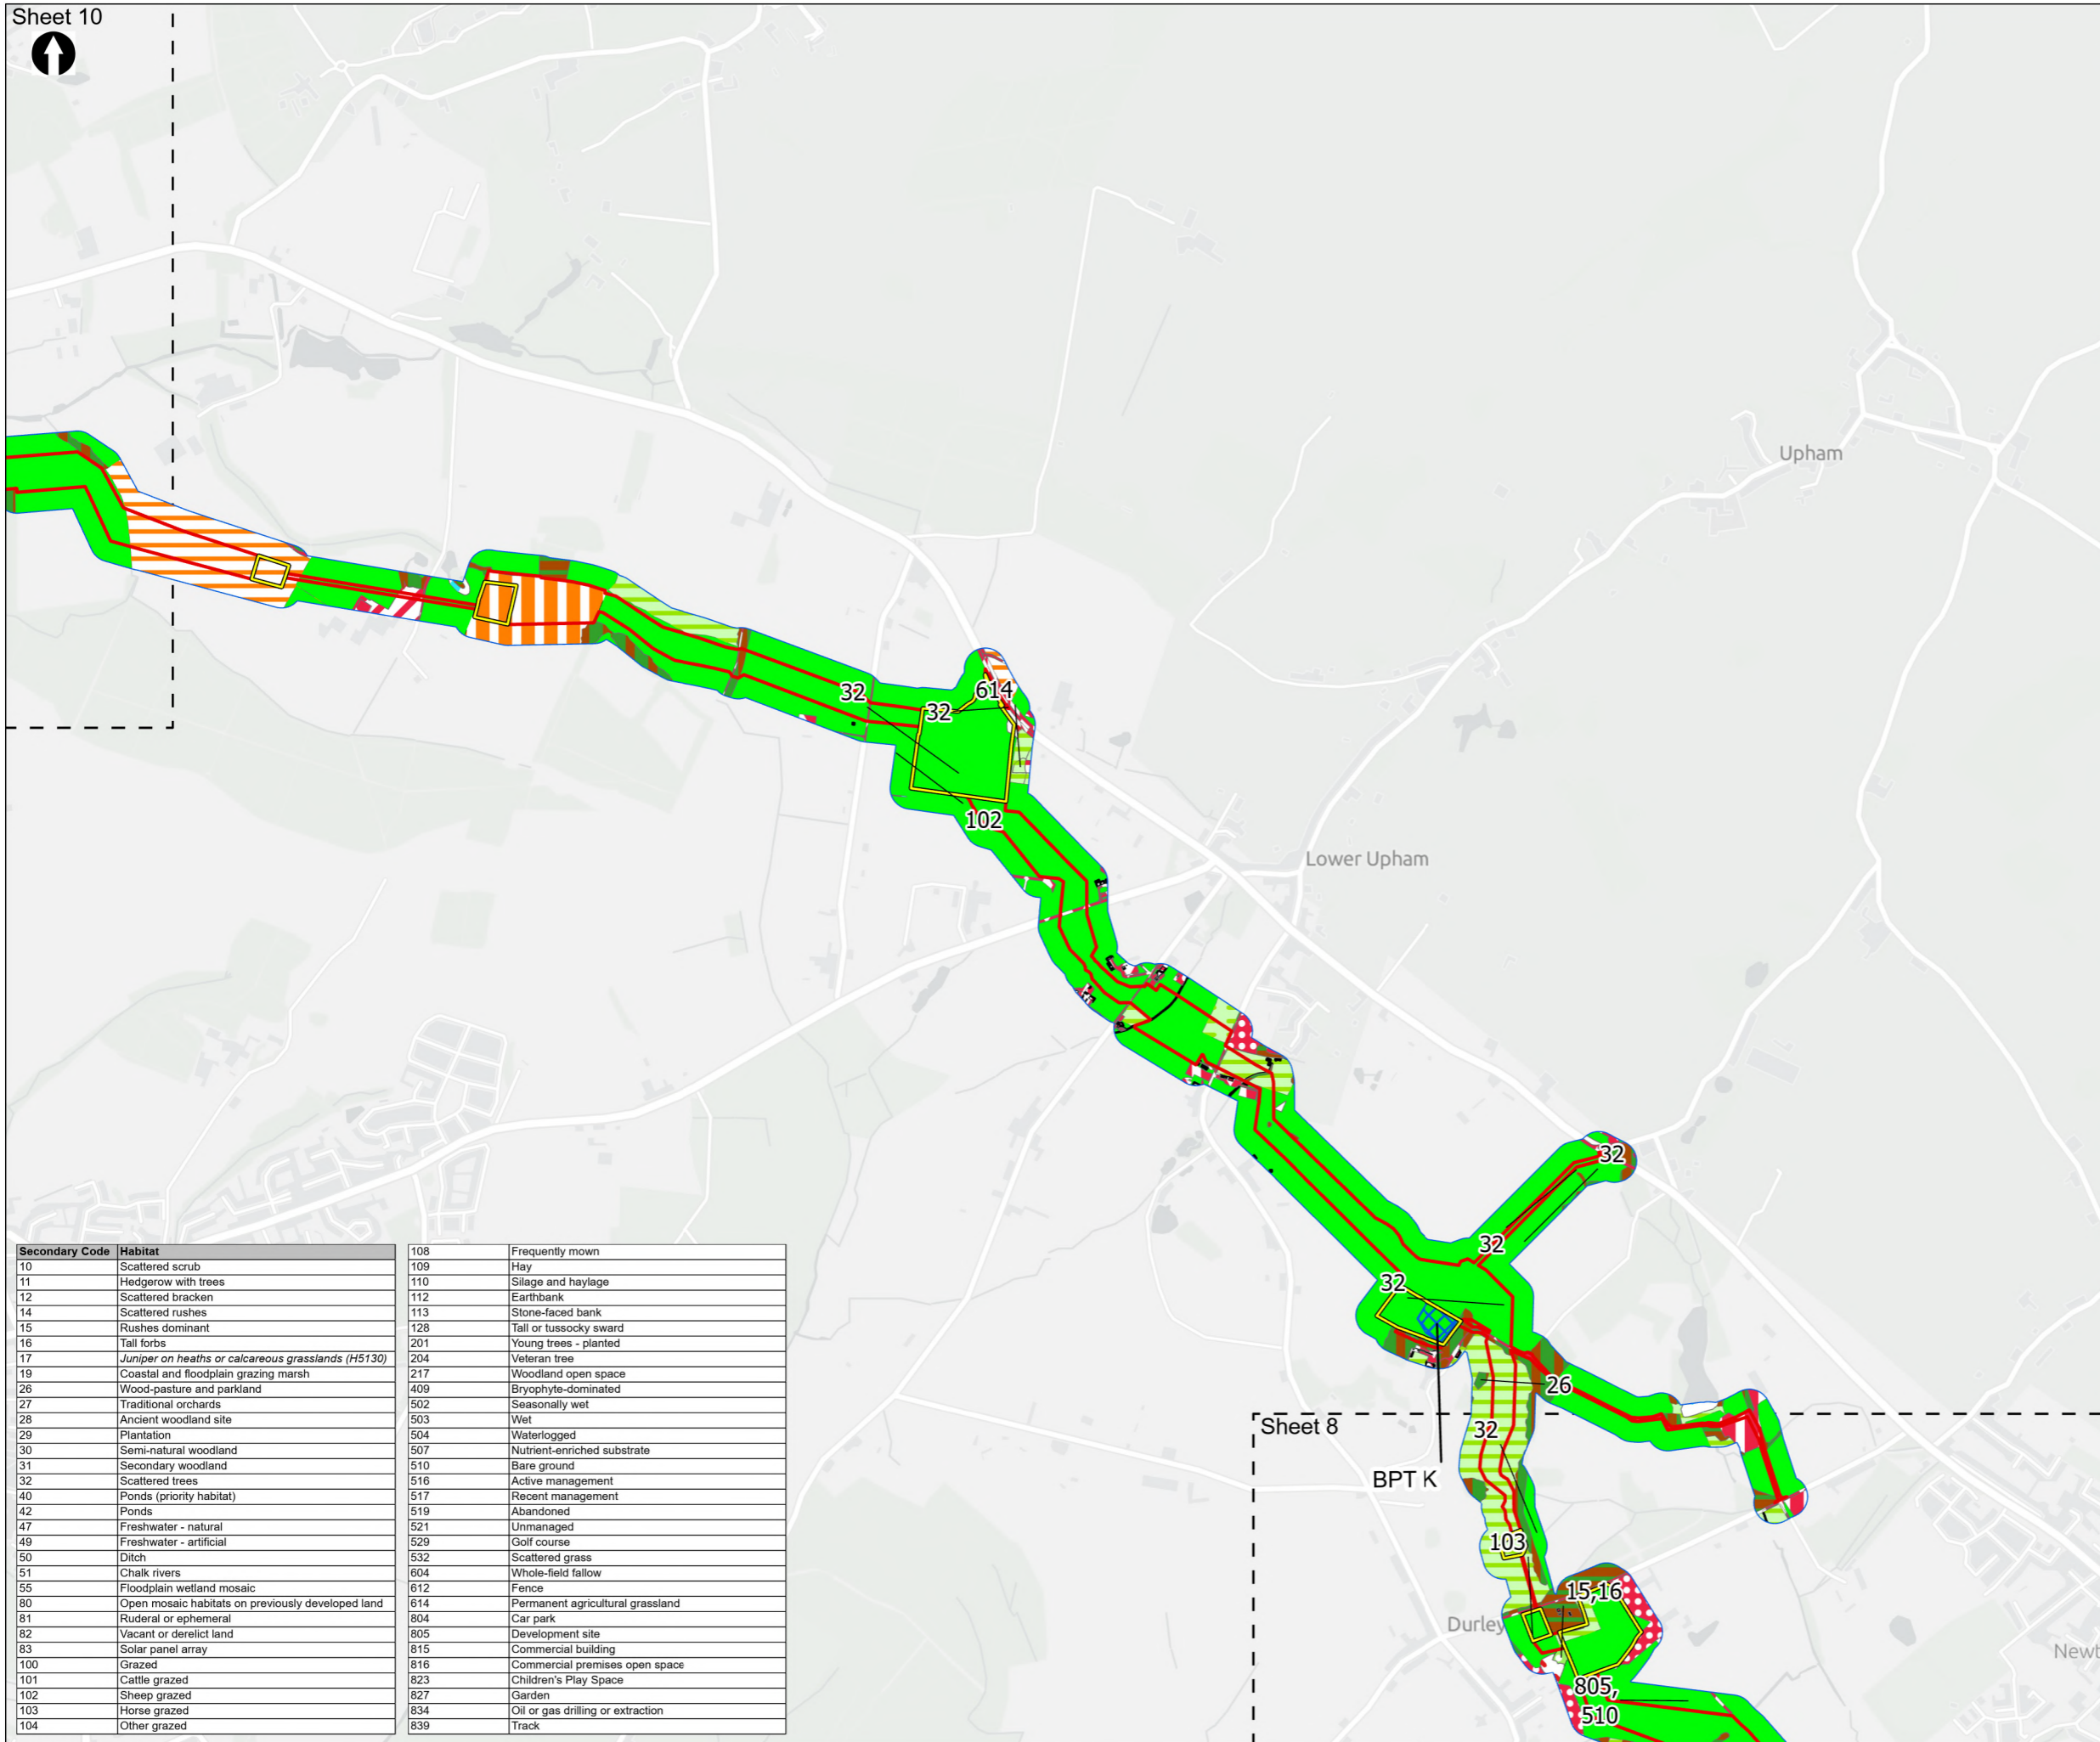 Sheet 10
Upham
614
32
32
102
Lower Upham
32
32
32
26
Sheet 8
32
BPT K
103
15,16
Durley
Newt
805,
510
Secondary Code Habitat
10 Scattered scrub
11 Hedgerow with trees
12 Scattered bracken
14 Scattered rushes
15 Rushes dominant
16 Tall forbs
17 Juniper on heaths or calcareous grasslands (H5130)
19 Coastal and floodplain grazing marsh
26 Wood-pasture and parkland
27 Traditional orchards
28 Ancient woodland site
29 Plantation
30 Semi-natural woodland
31 Secondary woodland
32 Scattered trees
40 Ponds (priority habitat)
42 Ponds
47 Freshwater - natural
49 Freshwater - artificial
50 Ditch
51 Chalk rivers
55 Floodplain wetland mosaic
80 Open mosaic habitats on previously developed land
81 Ruderal or ephemeral
82 Vacant or derelict land
83 Solar panel array
100 Grazed
101 Cattle grazed
102 Sheep grazed
103 Horse grazed
104 Other grazed
108 Frequently mown
109 Hay
110 Silage and haylage
112 Earthbank
113 Stone-faced bank
128 Tall or tussocky sward
201 Young trees - planted
204 Veteran tree
217 Woodland open space
409 Bryophyte-dominated
502 Seasonally wet
503 Wet
504 Waterlogged
507 Nutrient-enriched substrate
510 Bare ground
516 Active management
517 Recent management
519 Abandoned
521 Unmanaged
529 Golf course
532 Scattered grass
604 Whole-field fallow
612 Fence
614 Permanent agricultural grassland
804 Car park
805 Development site
815 Commercial building
816 Commercial premises open space
823 Children's Play Space
827 Garden
834 Oil or gas drilling or extraction
839 Track